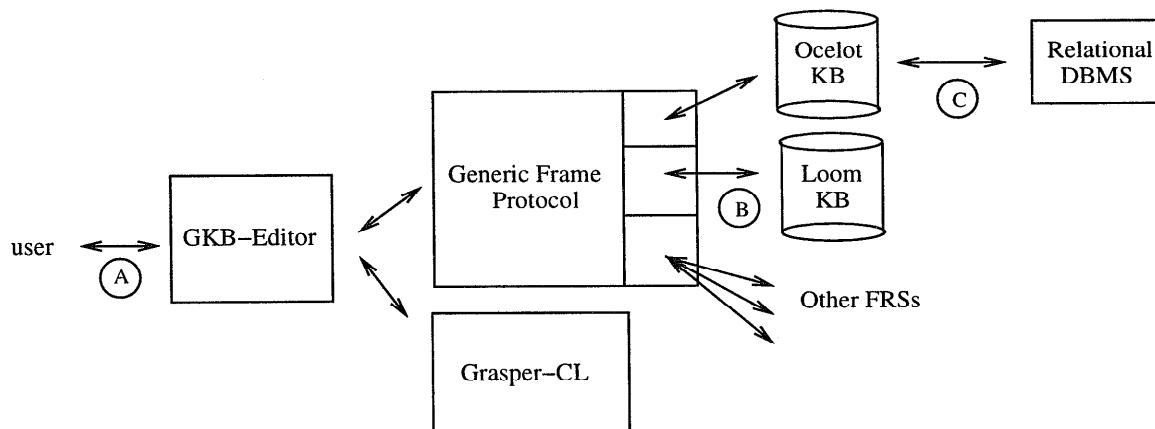 user
A
GKB–Editor
Generic Frame
Protocol
Grasper–CL
Ocelot
KB
C
Relational
DBMS
B
Loom
KB
Other FRSs